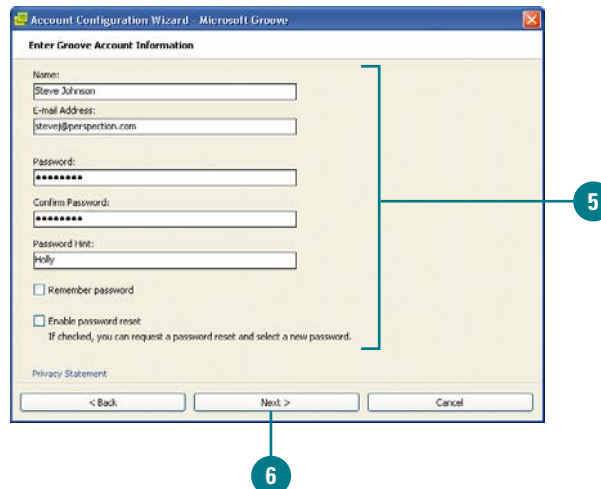 Account Configuration Wizard - Microsoft Groove
Enter Groove Account Information
Name:
Steve Johnson
E-mail Address:
stevej@perspection.com
Password:
••••••••
Confirm Password:
••••••••
Password Hint:
Holly
Remember password
Enable password reset
If checked, you can request a password reset and select a new password.
Privacy Statement
< Back
Next >
Cancel
5
6